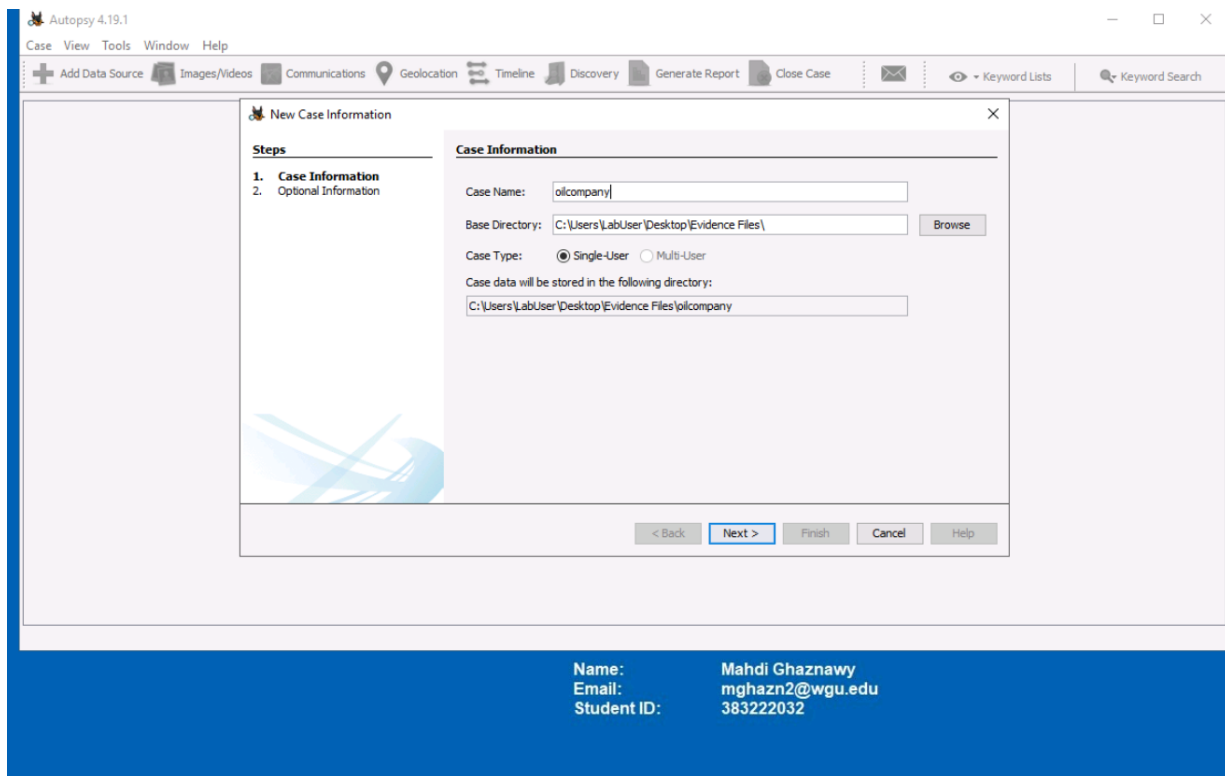 Autopsy 4.19.1
Case View Tools Window Help
Add Data Source Images/Videos Communications Geolocation Timeline Discovery Generate Report Close Case Keyword Lists Keyword Search
New Case Information
Steps
1. Case Information
2. Optional Information
Case Information
Case Name: oilcompany
Base Directory: C:\Users\LabUser\Desktop\Evidence Files\ Browse
Case Type: Single-User Multi-User
Case data will be stored in the following directory:
C:\Users\LabUser\Desktop\Evidence Files\oilcompany
< Back Next > Finish Cancel Help
Name: Mahdi Ghaznawy
Email: mghazn2@wgu.edu
Student ID: 383222032